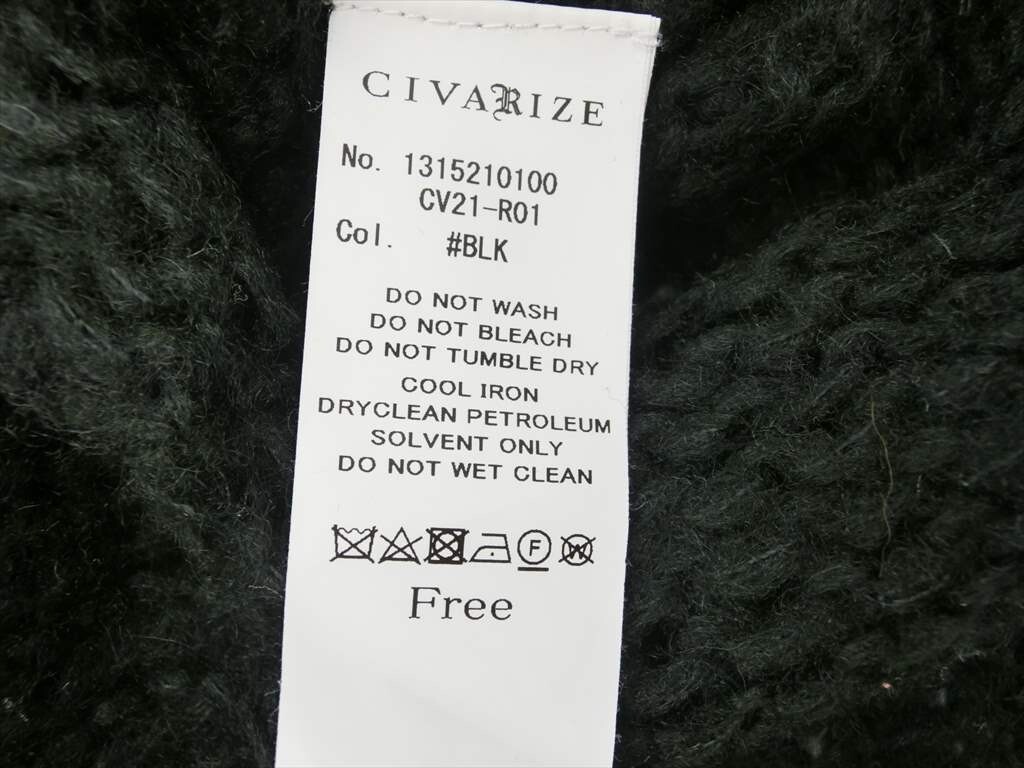 CIVARIZE
No. 1315210100
CV21-R01
Col. #BLK
DO NOT WASH
DO NOT BLEACH
DO NOT TUMBLE DRY
COOL IRON
DRYCLEAN PETROLEUM
SOLVENT ONLY
DO NOT WET CLEAN
F W
Free